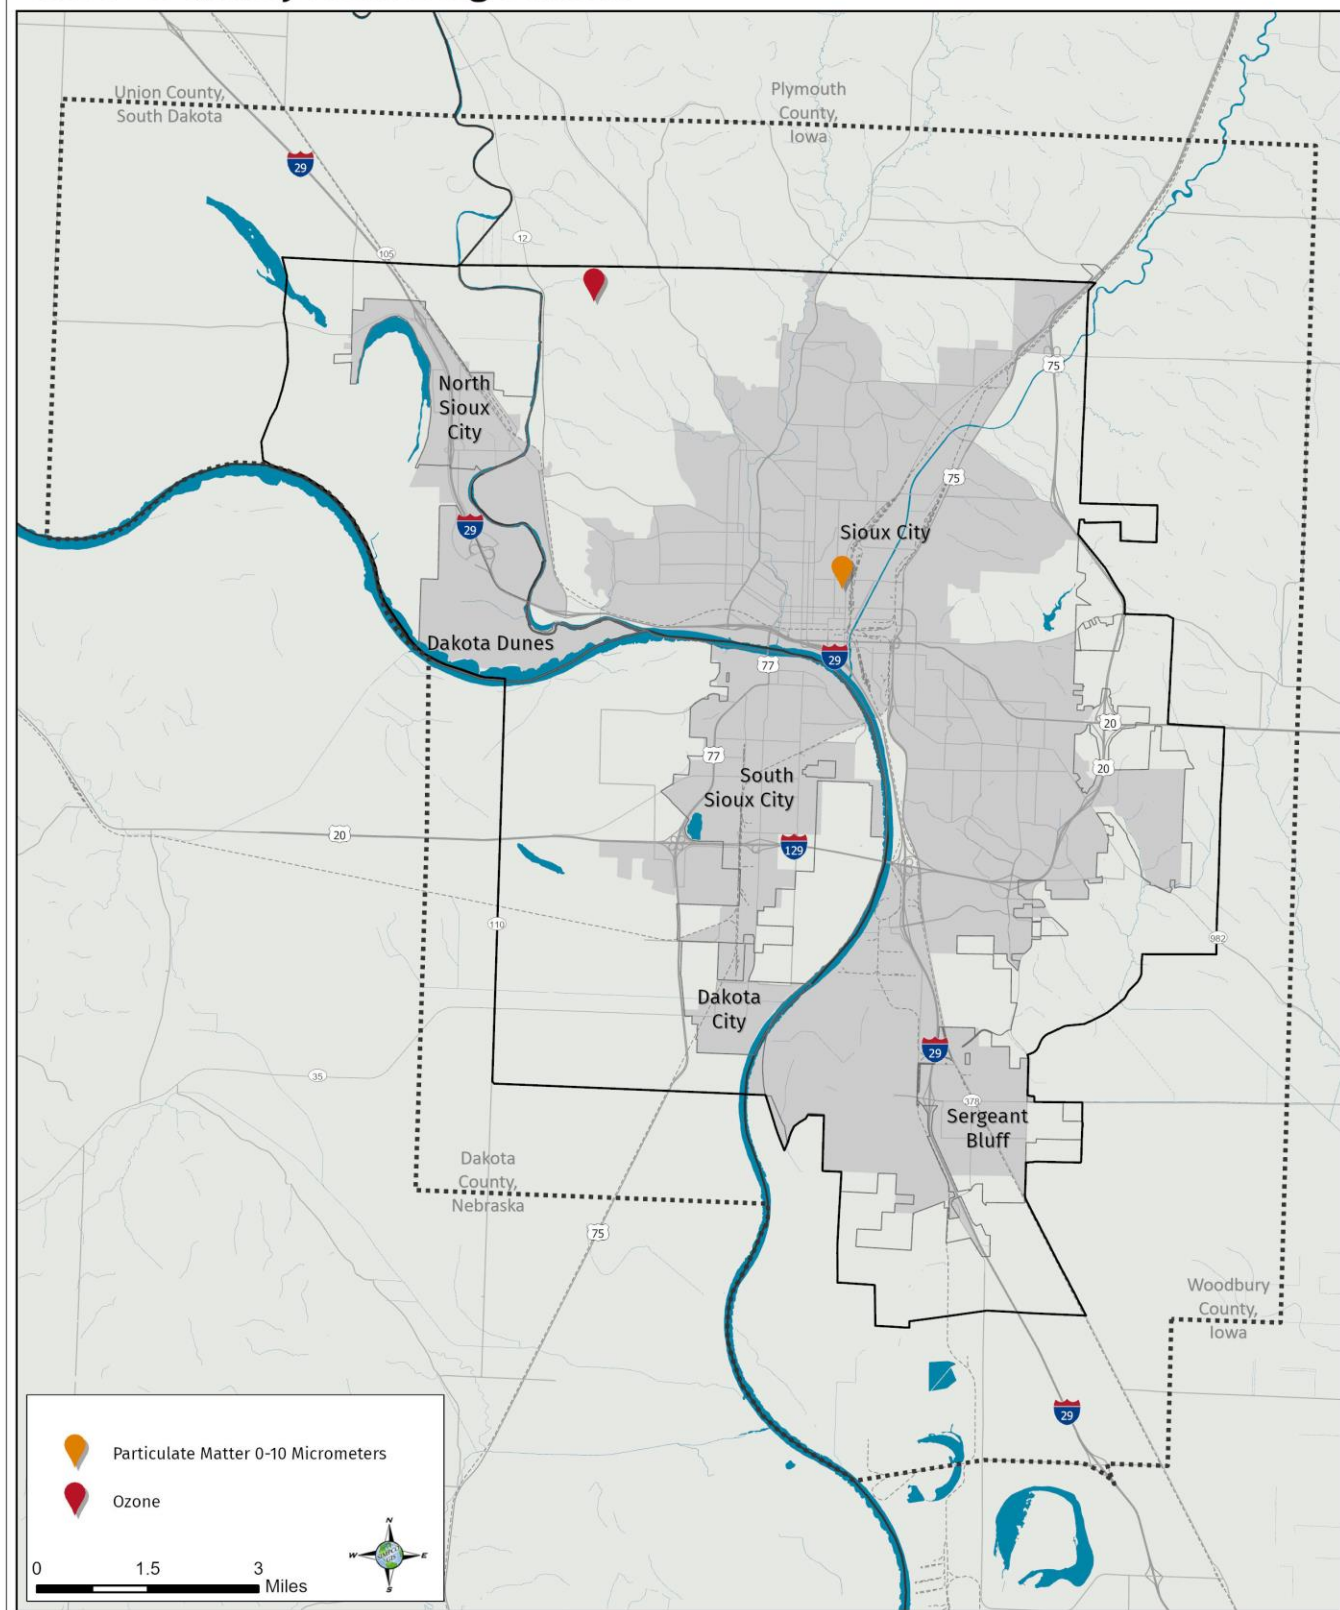 Union County,
South Dakota
Plymouth
County,
Iowa
29
105
12
75
North
Sioux
City
75
29
Sioux City
Dakota Dunes
29
77
20
77
South
Sioux City
20
20
129
110
982
Dakota
City
29
35
378
Sergeant
Bluff
Dakota
County,
Nebraska
75
Woodbury
County,
Iowa
29
Particulate Matter 0-10 Micrometers
Ozone
N
W
E
S
0
1.5
3
Miles